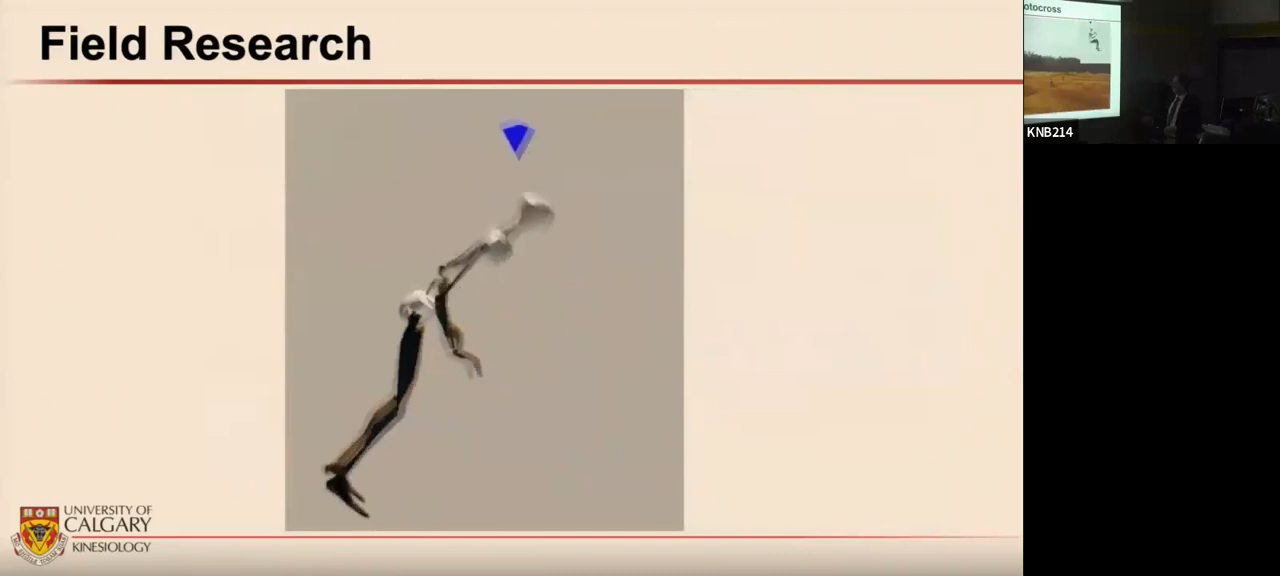 Field Research
otocross
KNB214
UNIVERSITY OF
CALGARY
KINESIOLOGY